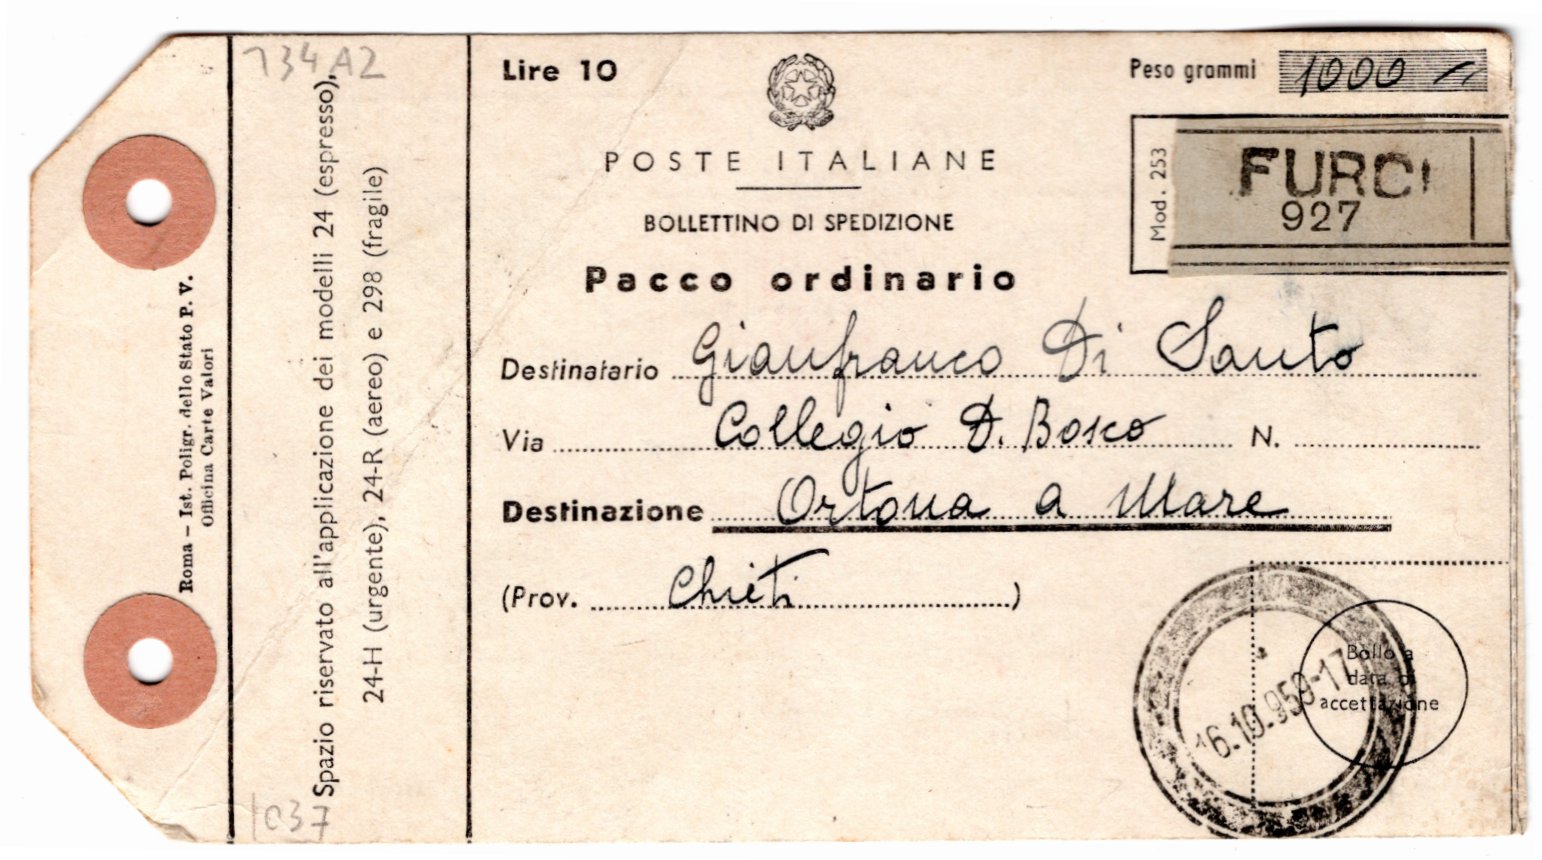 734A2
Lire 10
Peso grammi 1000
POSTE ITALIANE
Mod. 253
FURCI
927
BOLLETTINO DI SPEDIZIONE
Pacco ordinario
Destinatario Gianfranco Di Santo
Via Collegio D. Bosco N.
Destinazione Ortona a Mare
(Prov. Chieti)
Bollo a
data di
accettazione
16.10.959-17
Spazio riservato all'applicazione dei modelli 24 (espresso),
24-H (urgente), 24-R (aereo) e 298 (fragile)
Roma – Ist. Poligr. dello Stato P. V.
Officina Carte Valori
1037